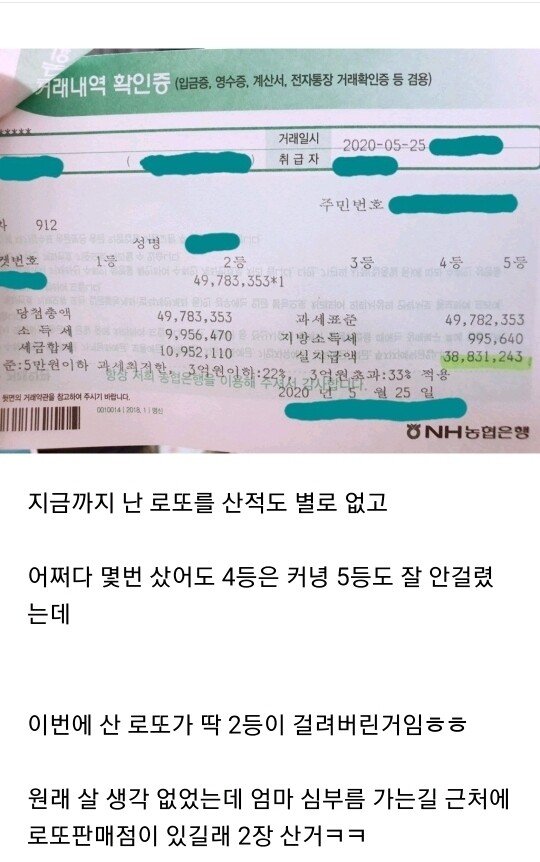 거래내역 확인증 (입금증, 영수증, 계산서, 전자통장 거래확인증 등 겸용)
*****
거래일시 2020-05-25
( ) 취급자
주민번호
912
성명
켓번호 1등 2등 3등 4등 5등
49,783,353*1
당첨총액 49,783,353 과세표준 49,782,353
소 득 세 9,956,470 지방소득세 995,640
세금합계 10,952,110 실지급액 38,831,243
준:5만원이하 과세최저한, 3억원이하:22%, 3억원초과:33% 적용
항상 저희 농협은행을 이용해 주셔서 감사합니다.
2020 년 5 월 25 일
뒷면의 거래약관을 참고하여 주시기 바랍니다.
0010014 ( 2018. 1 )
NH농협은행
지금까지 난 로또를 산적도 별로 없고
어쩌다 몇번 샀어도 4등은 커녕 5등도 잘 안걸렸
는데
이번에 산 로또가 딱 2등이 걸려버린거임ㅎㅎ
원래 살 생각 없었는데 엄마 심부름 가는길 근처에
로또판매점이 있길래 2장 산거ㅋㅋ